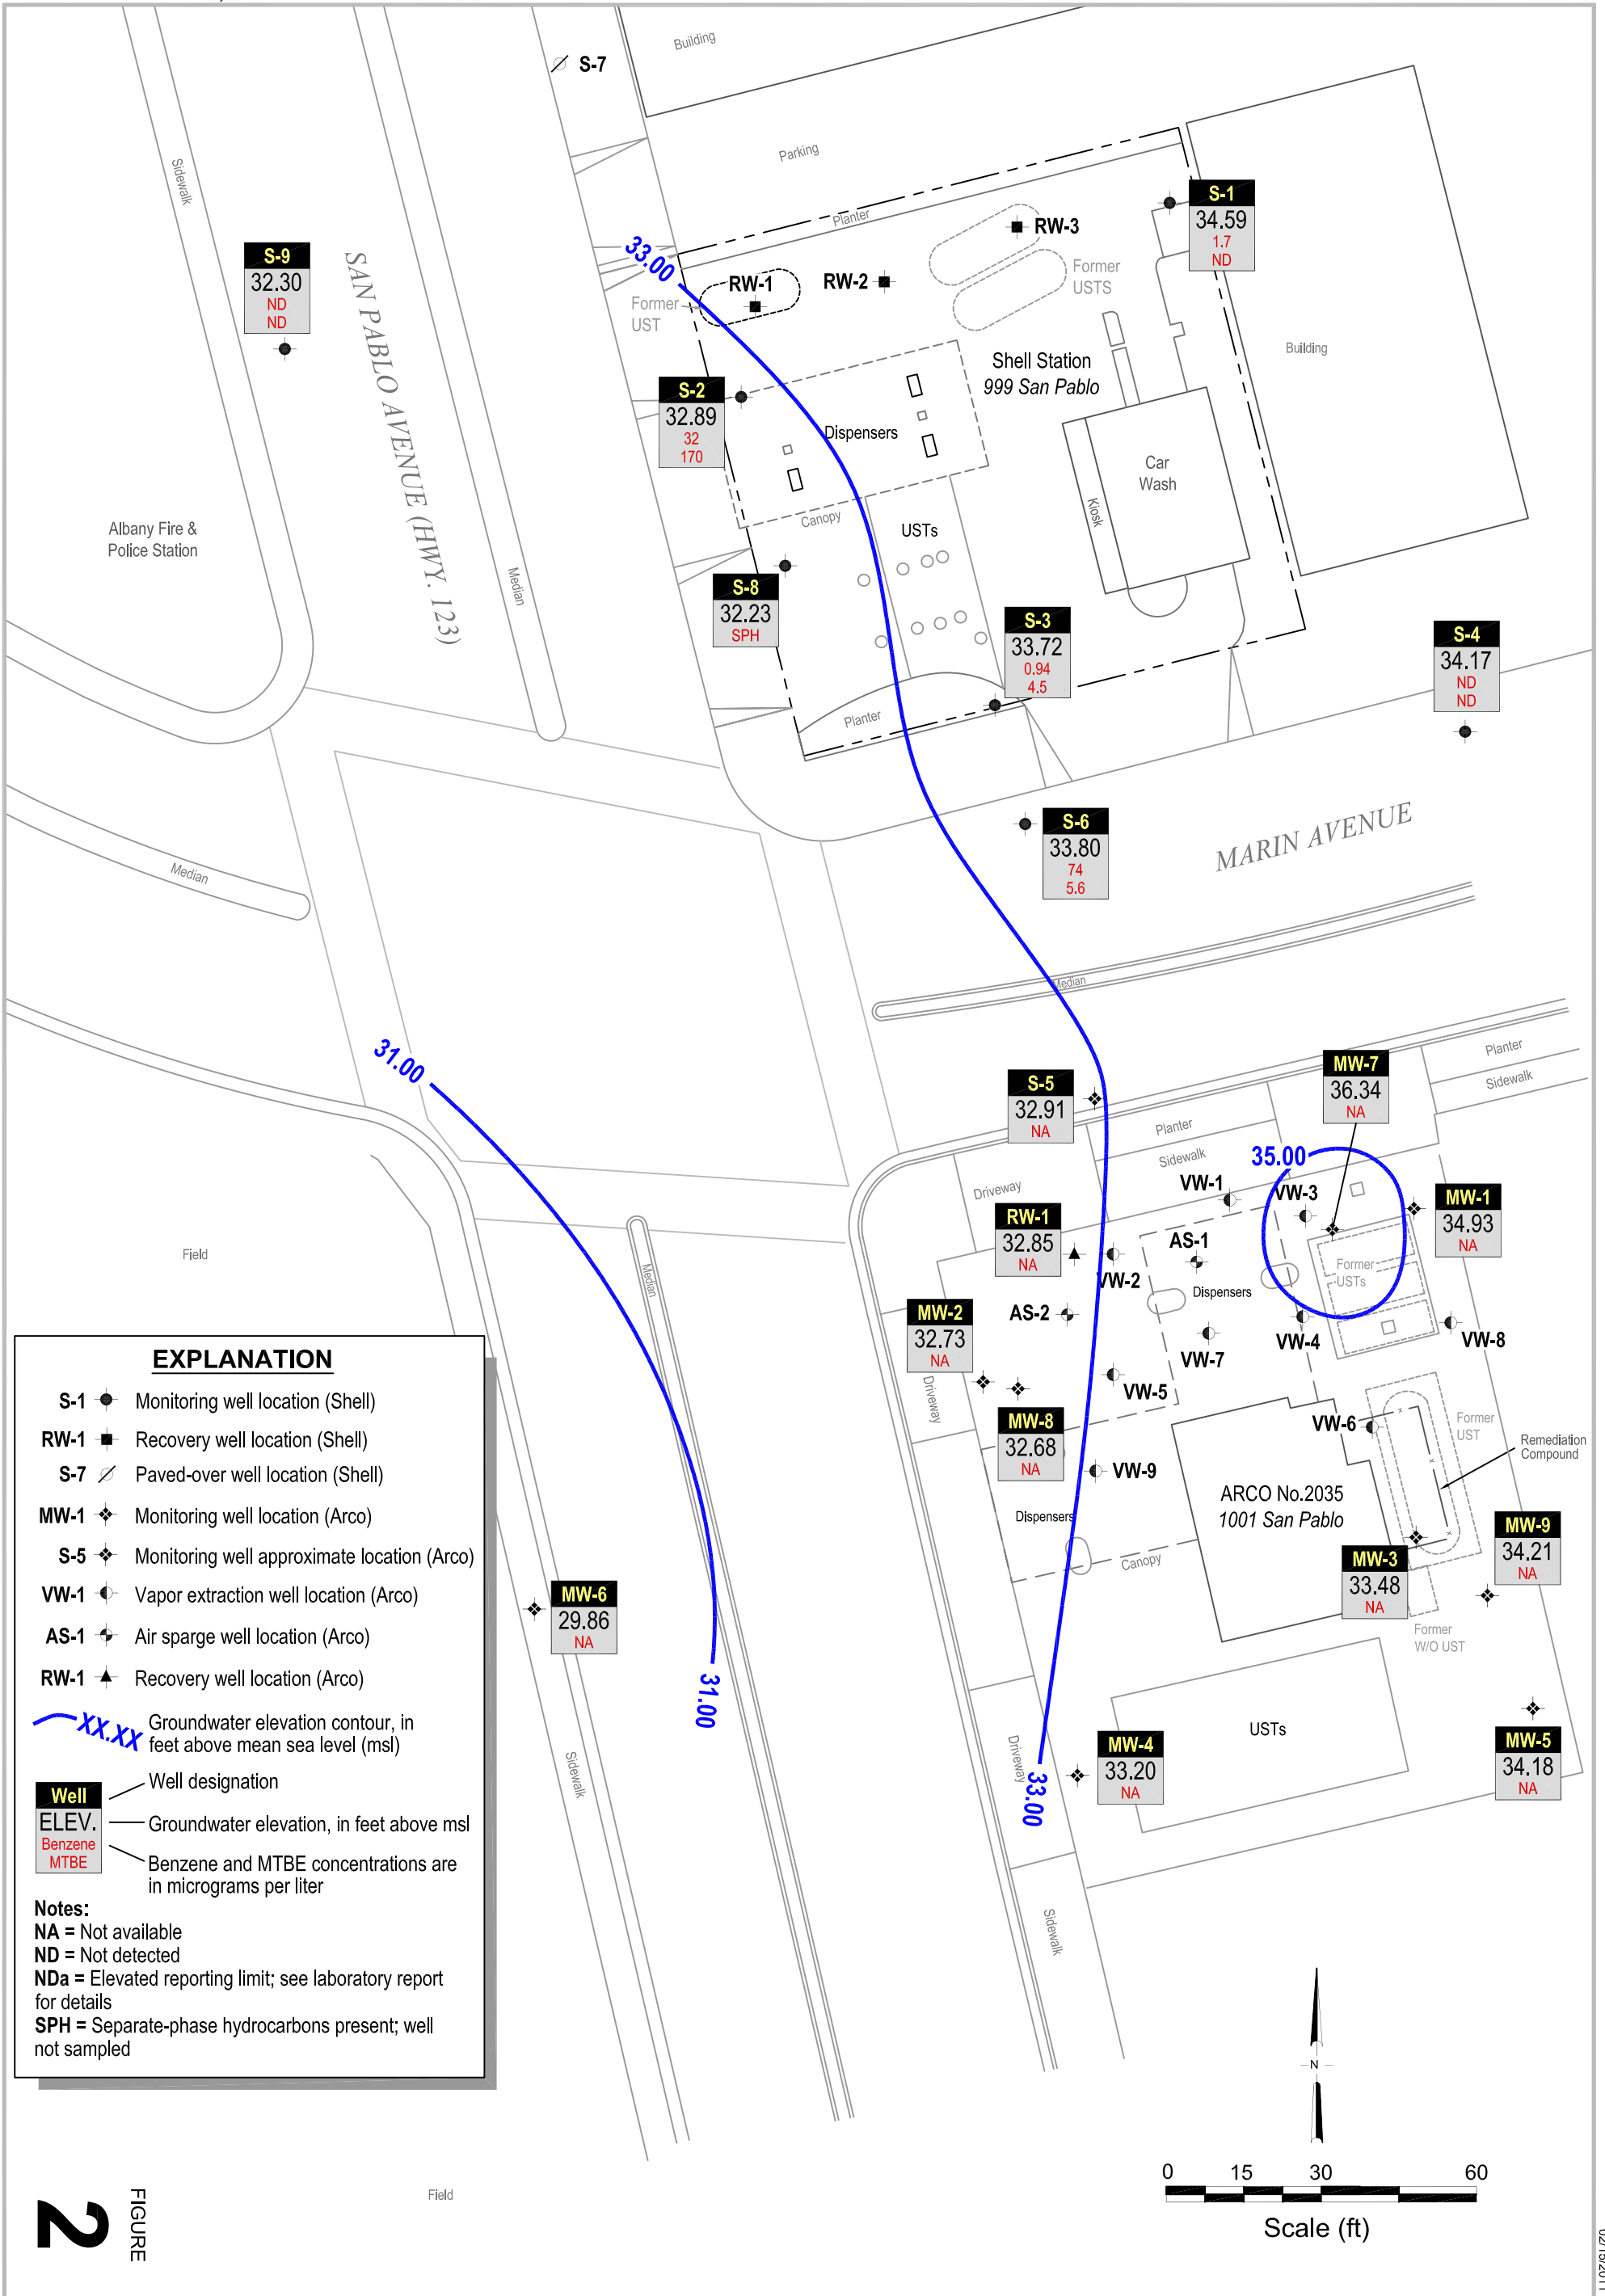 Building
S-7
Sidewalk
Parking
S-1
34.59
1.7
ND
Planter
RW-3
33.00
S-9
32.30
ND
ND
SAN PABLO AVENUE (HWY. 123)
RW-1
RW-2
Former
USTS
Former
UST
Shell Station
999 San Pablo
Building
S-2
32.89
32
170
Dispensers
Car
Wash
Kiosk
Canopy
USTs
Albany Fire &
Police Station
Median
S-8
32.23
SPH
S-3
33.72
0.94
4.5
S-4
34.17
ND
ND
Planter
S-6
33.80
74
5.6
MARIN AVENUE
Median
Median
31.00
S-5
32.91
NA
MW-7
36.34
NA
Planter
Sidewalk
Planter
Sidewalk
35.00
Driveway
VW-1
VW-3
MW-1
34.93
NA
RW-1
32.85
NA
VW-2
AS-1
Former
USTs
Field
Median
Dispensers
MW-2
32.73
NA
AS-2
VW-7
VW-4
VW-8
VW-5
Driveway
MW-8
32.68
NA
VW-6
Former
UST
Remediation
Compound
VW-9
ARCO No.2035
1001 San Pablo
Dispensers
Canopy
MW-9
34.21
NA
MW-3
33.48
NA
Former
W/O UST
MW-6
29.86
NA
31.00
Sidewalk
Driveway
33.00
MW-4
33.20
NA
USTs
MW-5
34.18
NA
Sidewalk
EXPLANATION
S-1 Monitoring well location (Shell)
RW-1 Recovery well location (Shell)
S-7 Paved-over well location (Shell)
MW-1 Monitoring well location (Arco)
S-5 Monitoring well approximate location (Arco)
VW-1 Vapor extraction well location (Arco)
AS-1 Air sparge well location (Arco)
RW-1 Recovery well location (Arco)
XX.XX Groundwater elevation contour, in
feet above mean sea level (msl)
Well
ELEV.
Benzene
MTBE
Well designation
Groundwater elevation, in feet above msl
Benzene and MTBE concentrations are
in micrograms per liter
Notes:
NA = Not available
ND = Not detected
NDa = Elevated reporting limit; see laboratory report
for details
SPH = Separate-phase hydrocarbons present; well
not sampled
N
0 15 30 60
Scale (ft)
Field
FIGURE
2